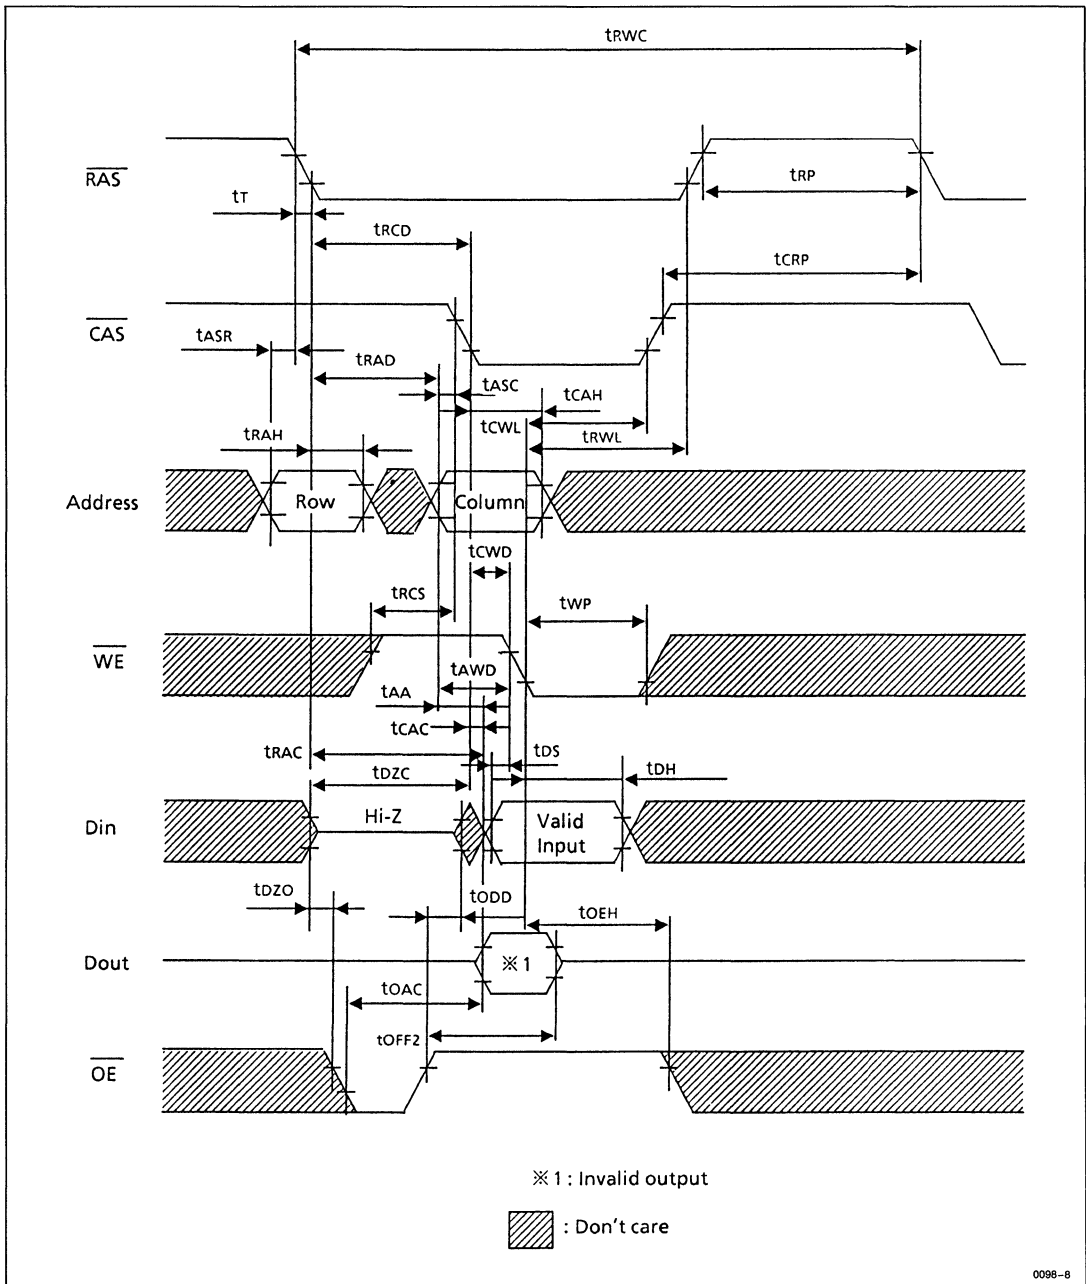 tRWC
RAS
tRP
tT
tRCD
tCRP
CAS
tASR
tRAD
tASC
tCAH
tCWL
tRWL
tRAH
Address
Row
Column
tCWD
tRCS
tWP
WE
tAWD
tAA
tCAC
tRAC
tDS
tDZC
tDH
Din
Hi-Z
Valid
Input
tDZO
tODD
tOEH
Dout
※1
tOAC
tOFF2
OE
※1 : Invalid output
: Don't care
0098-8